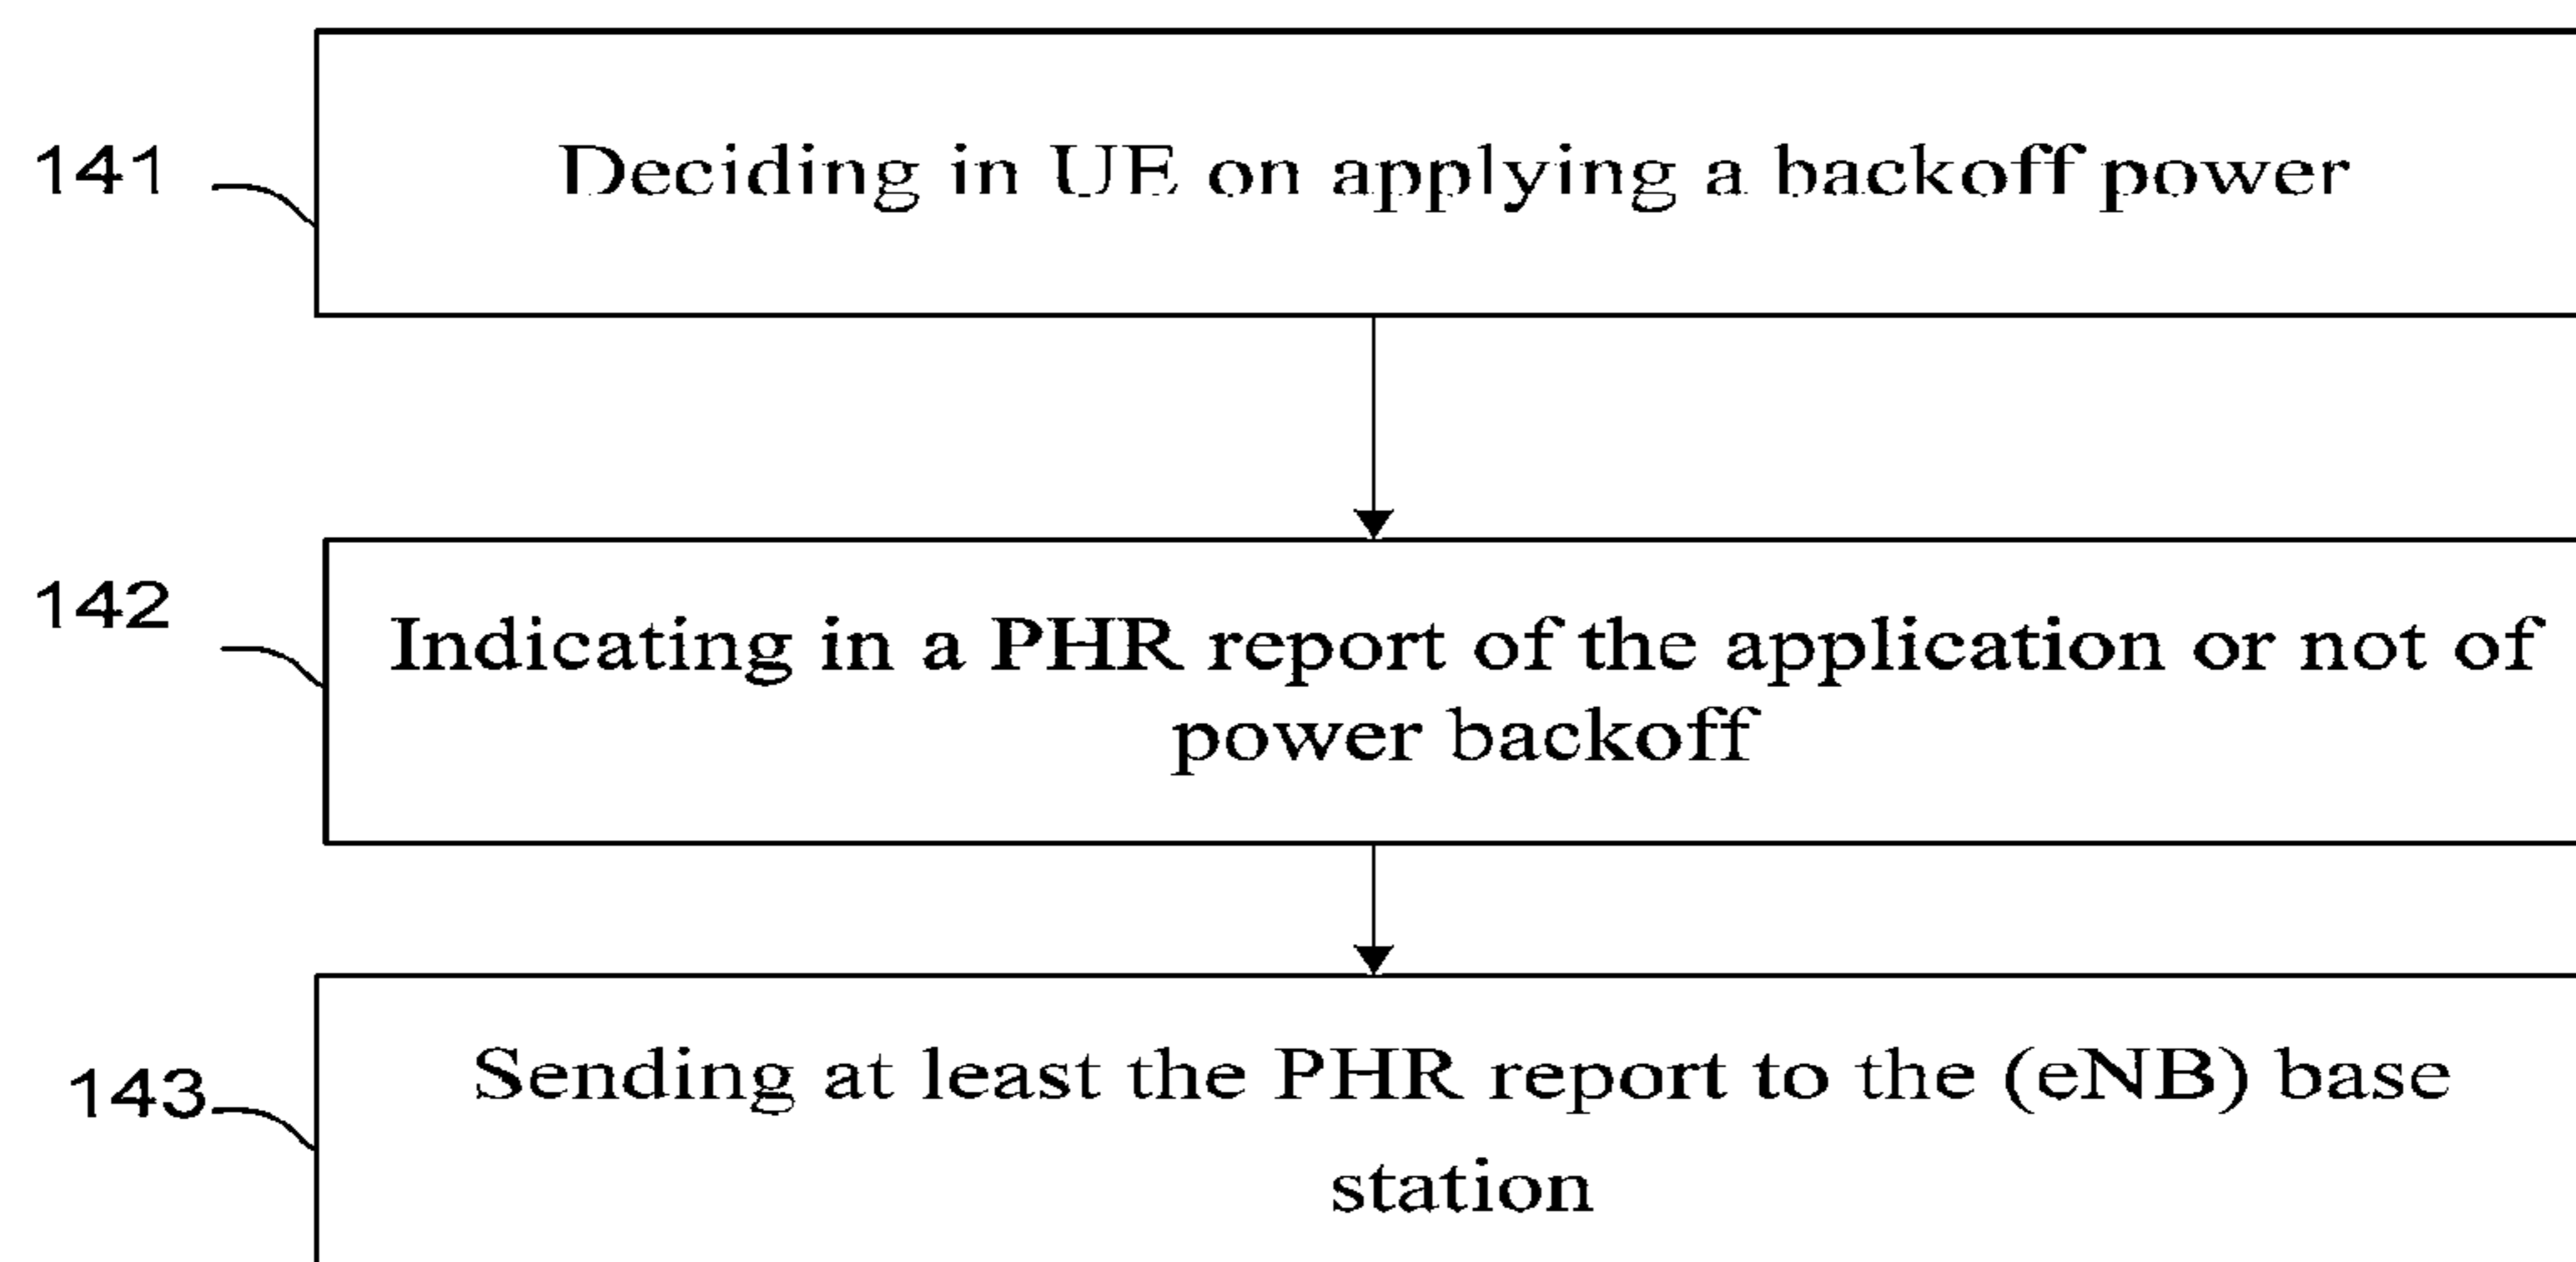 141
Deciding in UE on applying a backoff power
142
Indicating in a PHR report of the application or not of
power backoff
143
Sending at least the PHR report to the (eNB) base
station